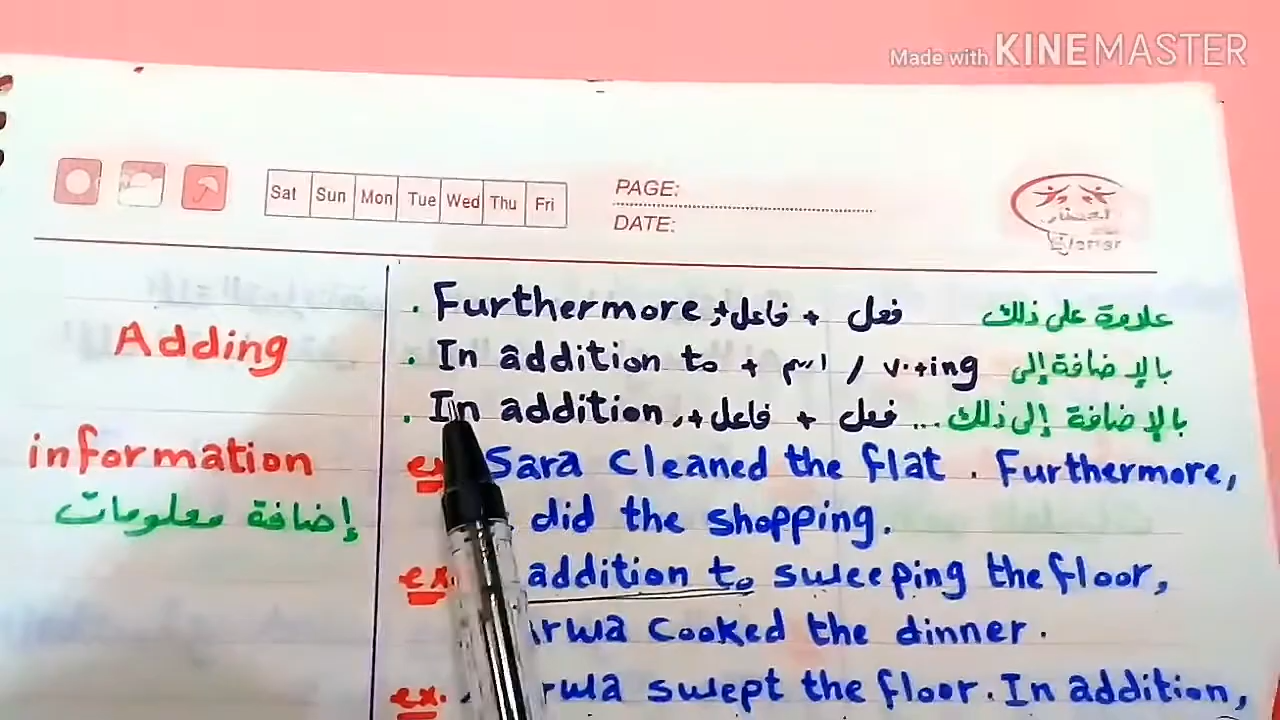 Made with KINEMASTER
Sat Sun Mon Tue Wed Thu Fri
PAGE:
DATE:
Adding
information
إضافة معلومات
. Furthermore, + فاعل + فعل علاوة على ذلك
. In addition to + اسم / v.+ing بالإضافة إلى
. In addition, + فاعل + فعل ... بالإضافة إلى ذلك
Sara cleaned the flat. Furthermore,
did the shopping.
ex. addition to sweeping the floor,
cooked the dinner.
ex. swept the floor. In addition,